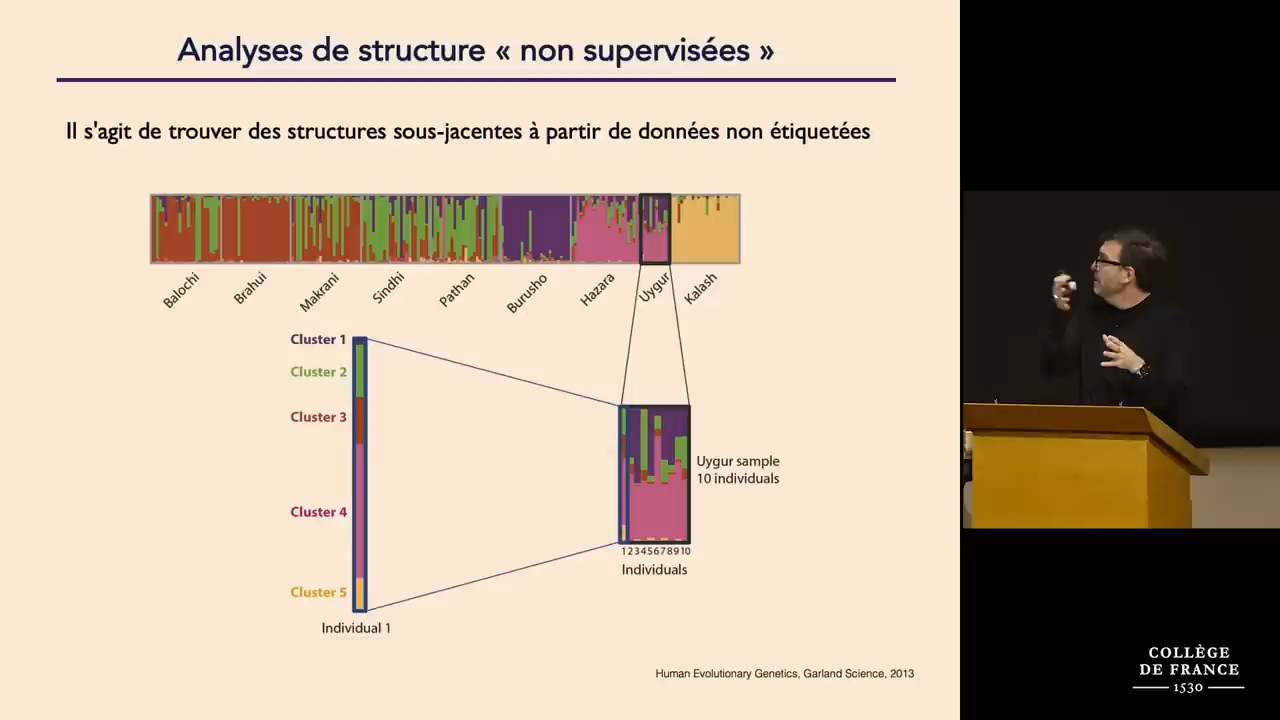 Analyses de structure « non supervisées »
Il s'agit de trouver des structures sous-jacentes à partir de données non étiquetées
Balochi
Brahui
Makrani
Sindhi
Pathan
Burusho
Hazara
Uygur
Kalash
Cluster 1
Cluster 2
Cluster 3
Cluster 4
Cluster 5
Individual 1
Uygur sample
10 individuals
1 2 3 4 5 6 7 8 9 10
Individuals
Human Evolutionary Genetics, Garland Science, 2013
COLLÈGE
DE FRANCE
1530